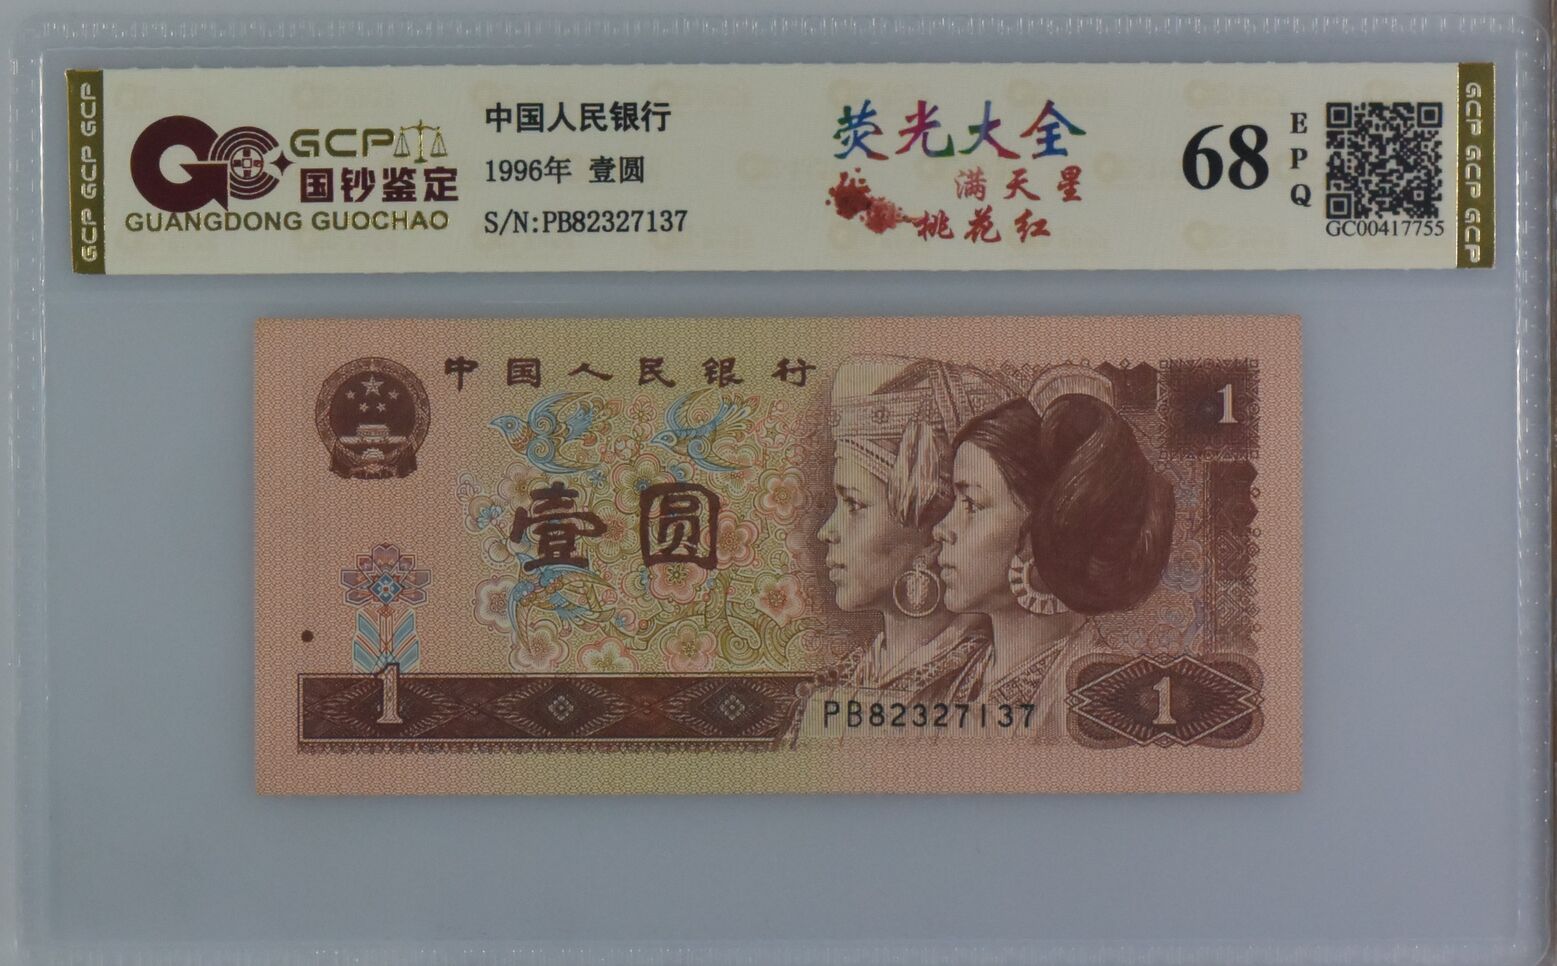 GCP GCP GCP
GCP
国钞鉴定
GUANGDONG GUOCHAO
中国人民银行
1996年 壹圆
S/N:PB82327137
荧光大全
满天星
桃花红
68
EPQ
GC00417755
GCP GCP GCP
中国人民银行
1
壹圆
1
PB82327137
1